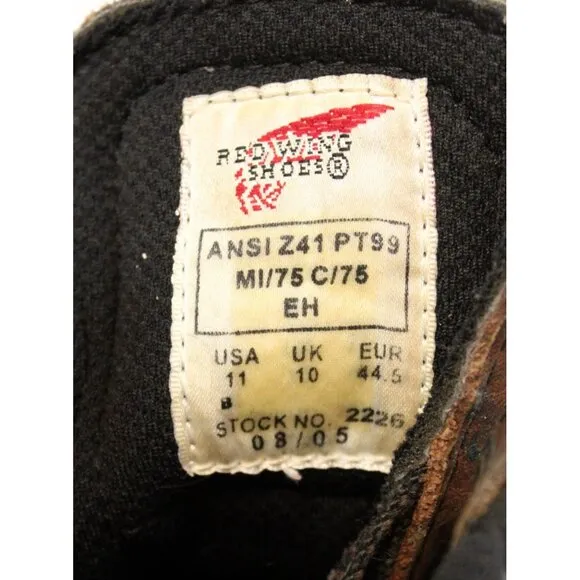 RED WING
SHOES®
ANSI Z41 PT99
MI/75 C/75
EH
USA UK EUR
11 10 44.5
B
STOCK NO. 2226
08/05